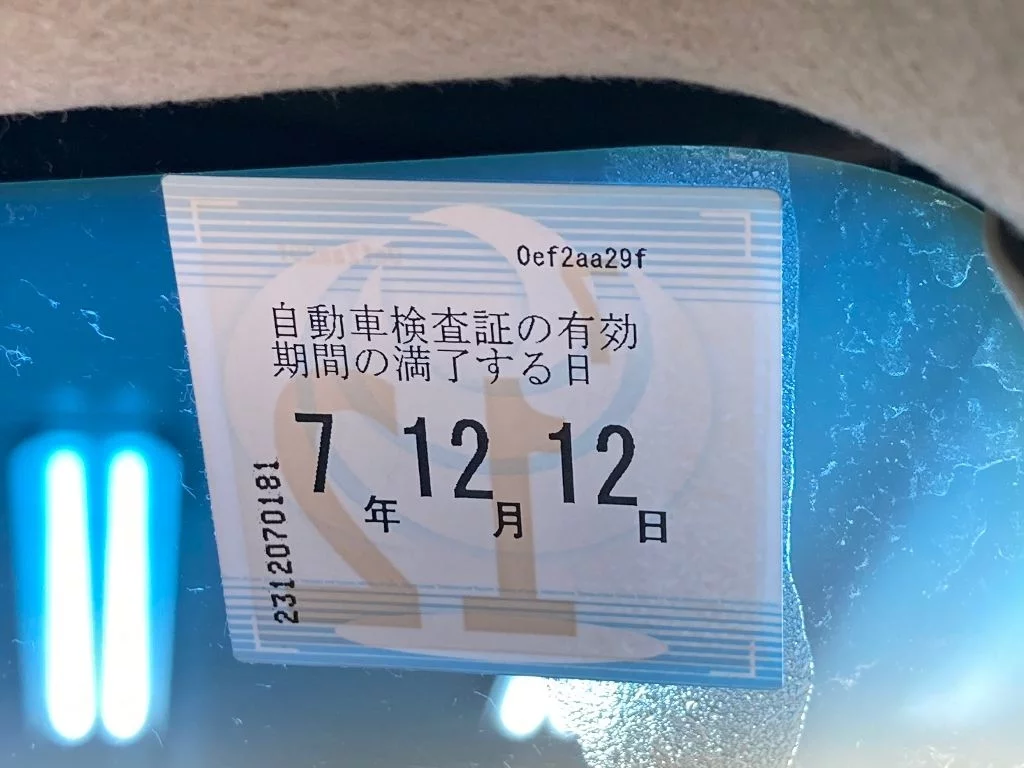 0ef2aa29f
自動車検査証の有効
期間の満了する日
7年12月12日
2312070181